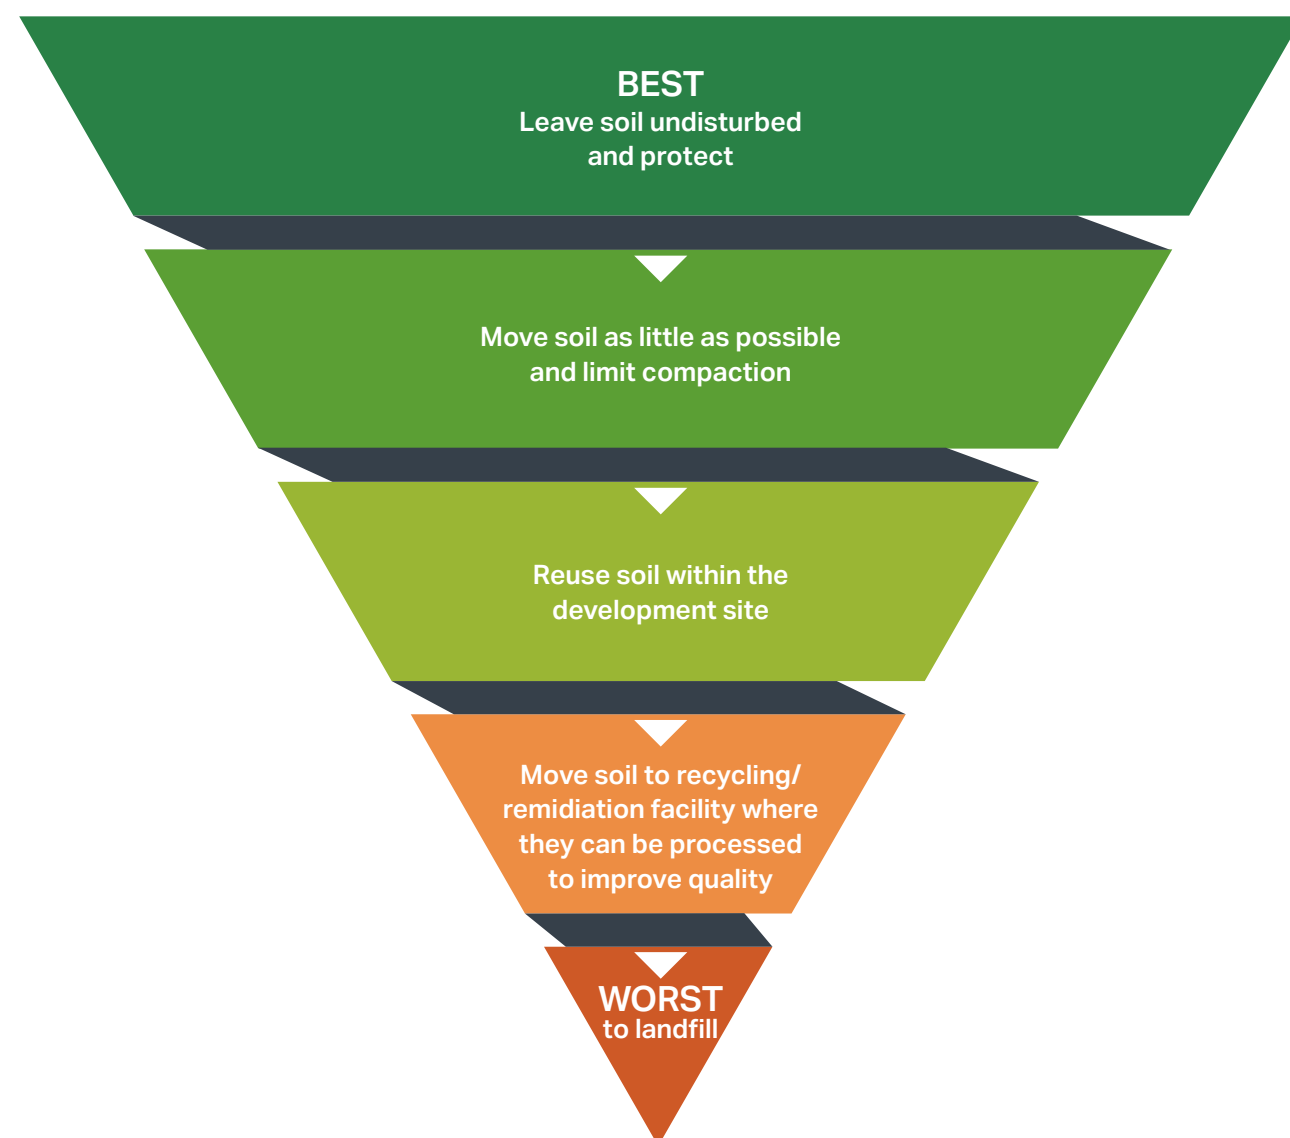 BEST
Leave soil undisturbed
and protect
Move soil as little as possible
and limit compaction
Reuse soil within the
development site
Move soil to recycling/
remidiation facility where
they can be processed
to improve quality
WORST
to landfill